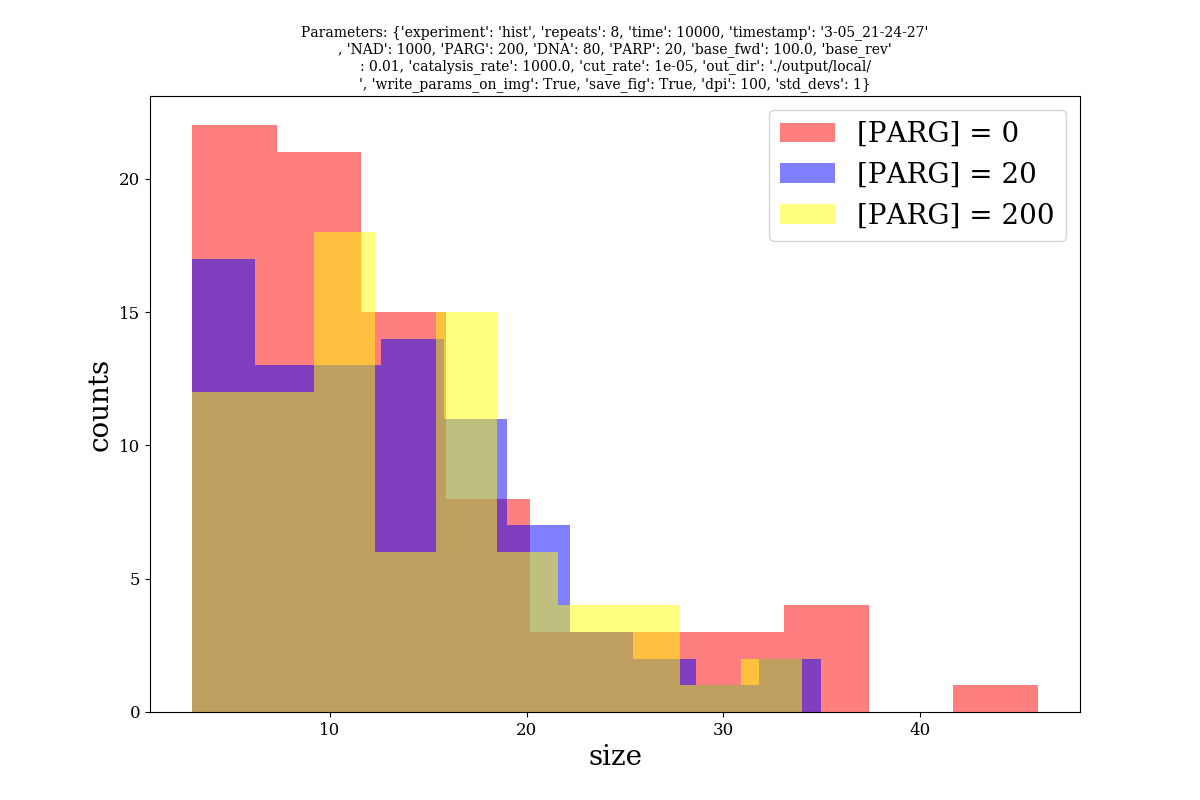 Parameters: {'experiment': 'hist', 'repeats': 8, 'time': 10000, 'timestamp': '3-05_21-24-27'
, 'NAD': 1000, 'PARG': 200, 'DNA': 80, 'PARP': 20, 'base_fwd': 100.0, 'base_rev'
: 0.01, 'catalysis_rate': 1000.0, 'cut_rate': 1e-05, 'out_dir': './output/local/
', 'write_params_on_img': True, 'save_fig': True, 'dpi': 100, 'std_devs': 1}
[PARG] = 0
[PARG] = 20
[PARG] = 200
20
15
10
5
0
counts
10
20
30
40
size